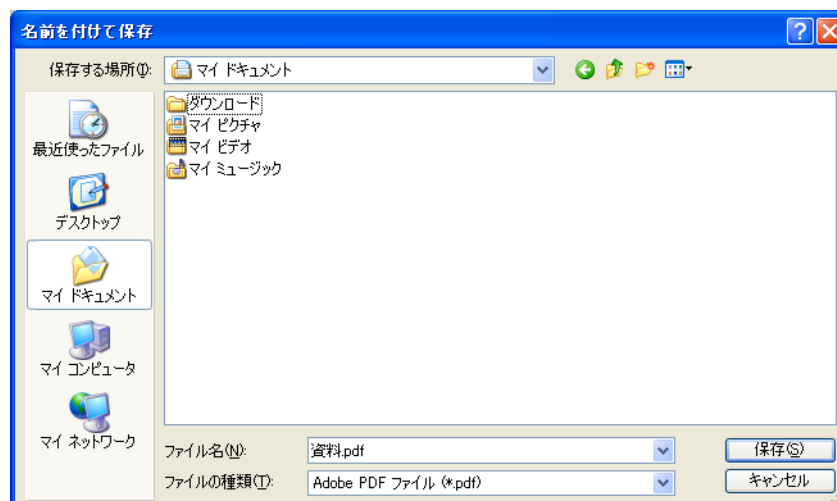 名前を付けて保存
保存する場所(I):
マイ ドキュメント
ダウンロード
マイ ピクチャ
マイ ビデオ
マイ ミュージック
最近使ったファイル
デスクトップ
マイ ドキュメント
マイ コンピュータ
マイ ネットワーク
ファイル名(N): 資料.pdf 保存(S)
ファイルの種類(T): Adobe PDF ファイル (*.pdf) キャンセル